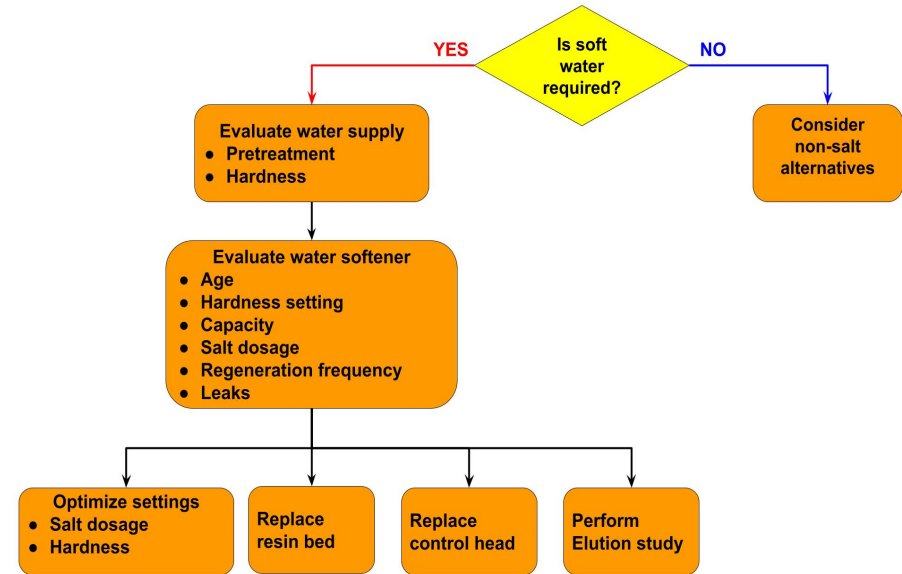 Is soft
water
required?
YES
NO
Evaluate water supply
● Pretreatment
● Hardness
Consider
non-salt
alternatives
Evaluate water softener
● Age
● Hardness setting
● Capacity
● Salt dosage
● Regeneration frequency
● Leaks
Optimize settings
● Salt dosage
● Hardness
Replace
resin bed
Replace
control head
Perform
Elution study